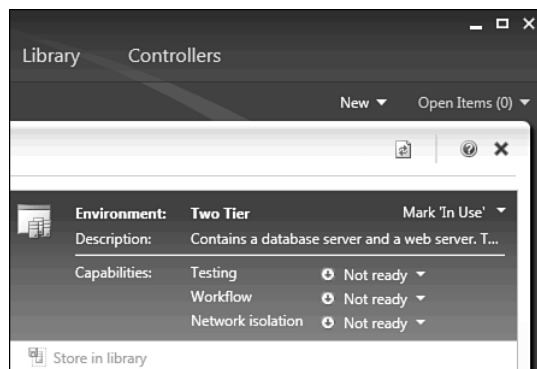 Library Controllers
New Open Items (0)
Environment: Two Tier Mark 'In Use'
Description: Contains a database server and a web server. T...
Capabilities: Testing Not ready
Workflow Not ready
Network isolation Not ready
Store in library